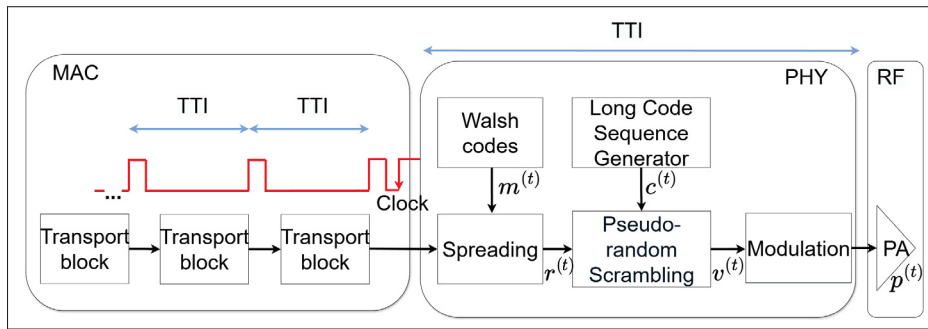 TTI
MAC
PHY
RF
TTI
TTI
Walsh
codes
Long Code
Sequence
Generator
...
Clock
m^{(t)}
c^{(t)}
Transport
block
Transport
block
Transport
block
Spreading
r^{(t)}
Pseudo-
random
Scrambling
v^{(t)}
Modulation
PA
p^{(t)}